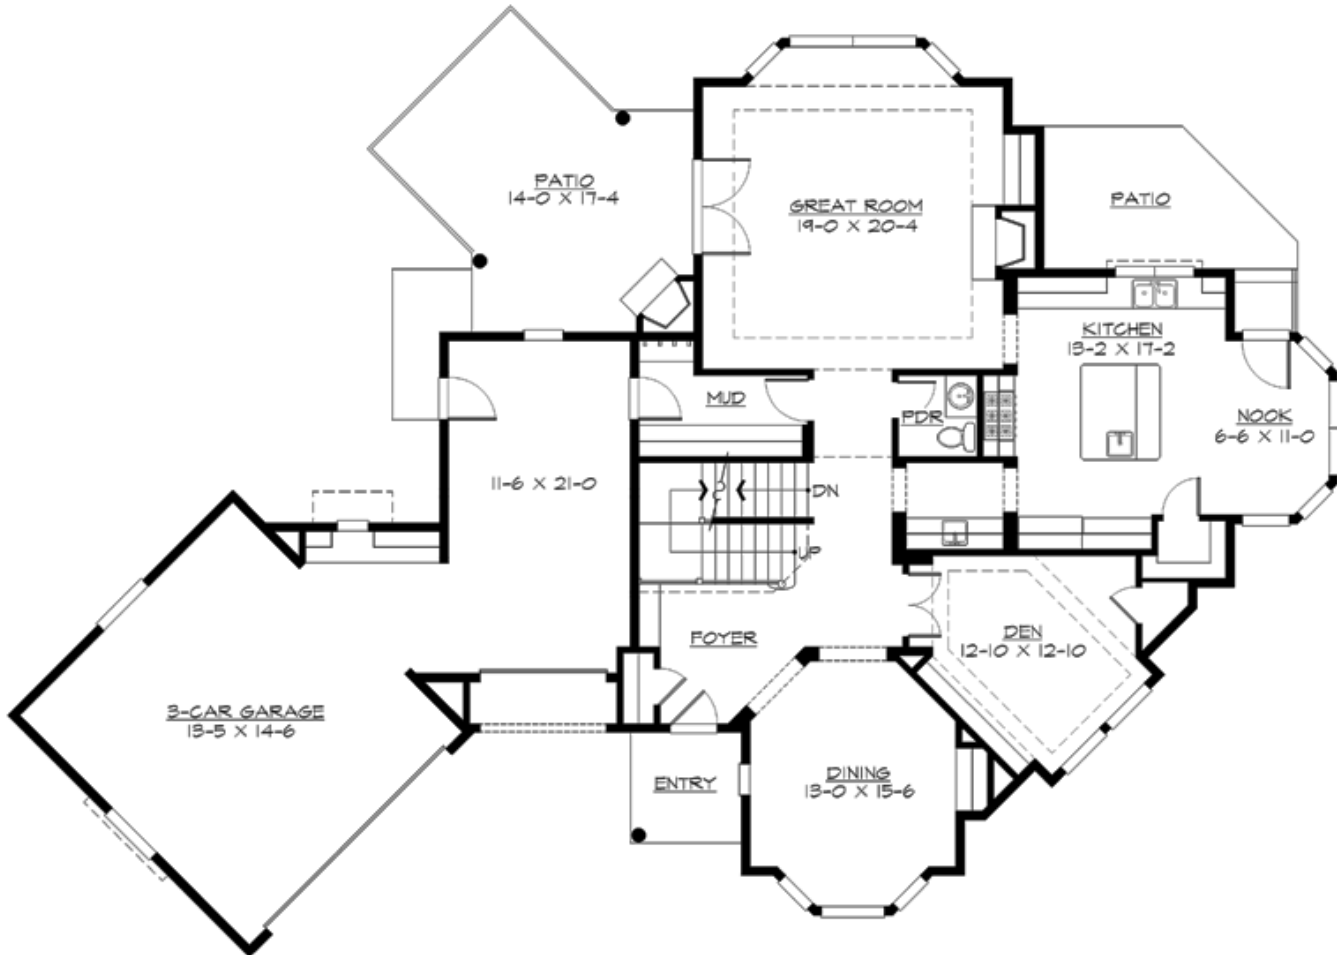 PATIO
14-0 X 17-4
GREAT ROOM
19-0 X 20-4
PATIO
KITCHEN
13-2 X 17-2
MUD
PDR
NOOK
6-6 X 11-0
11-6 X 21-0
DN
UP
FOYER
DEN
12-10 X 12-10
3-CAR GARAGE
13-5 X 14-6
ENTRY
DINING
13-0 X 15-6